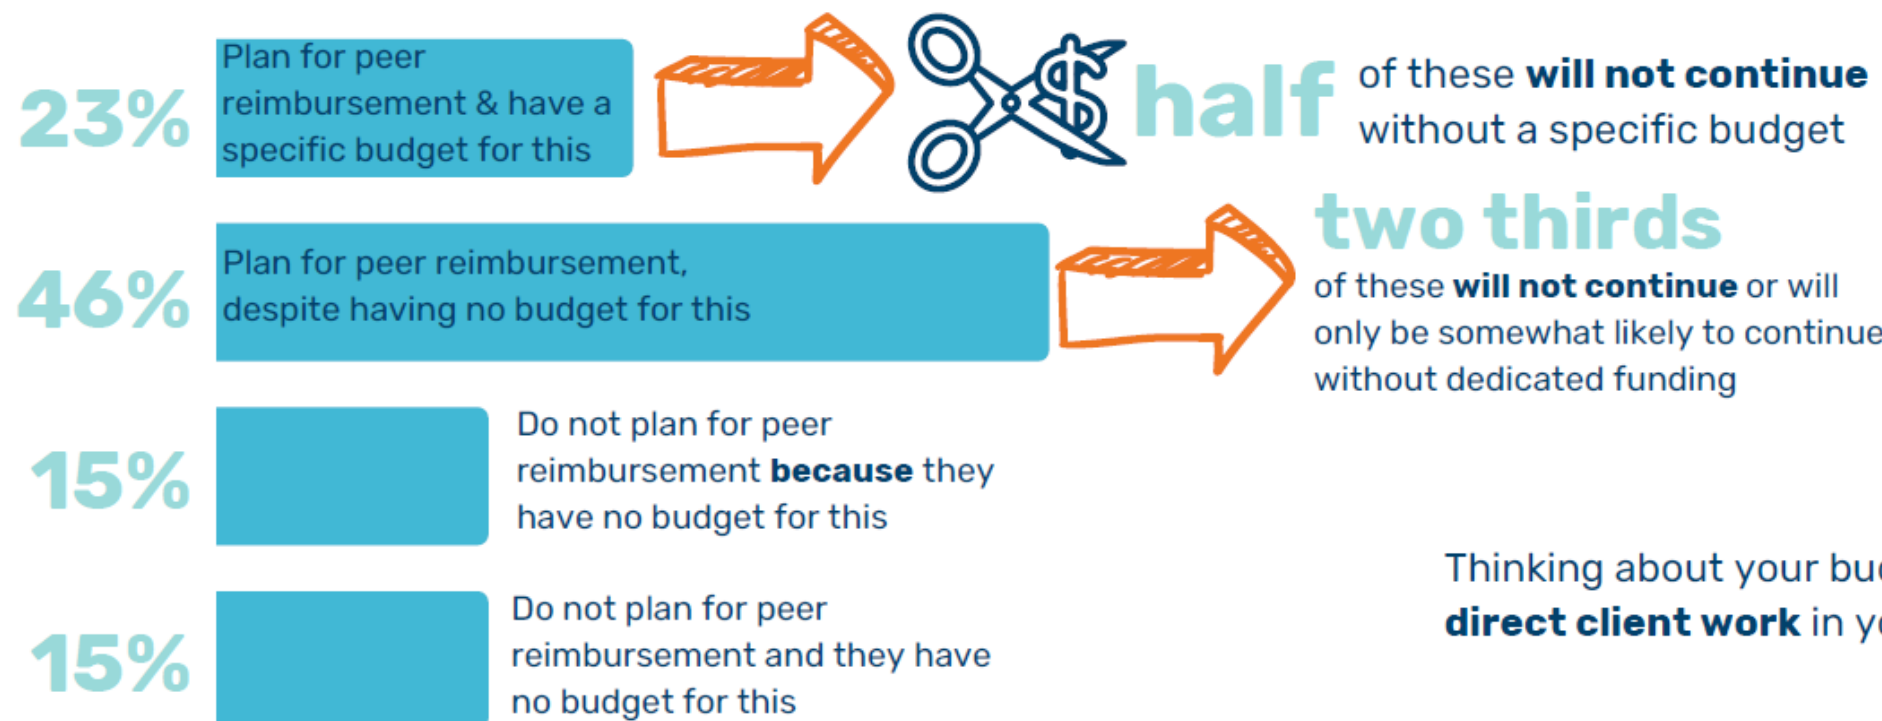 23%
Plan for peer
reimbursement & have a
specific budget for this
half
of these will not continue
without a specific budget
46%
Plan for peer reimbursement,
despite having no budget for this
two thirds
of these will not continue or will
only be somewhat likely to continue
without dedicated funding
15%
Do not plan for peer
reimbursement because they
have no budget for this
15%
Do not plan for peer
reimbursement and they have
no budget for this
Thinking about your
direct client work in